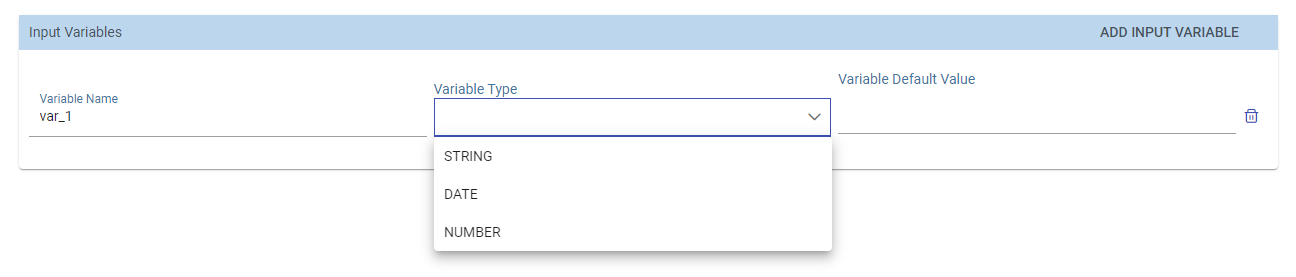 Input Variables
ADD INPUT VARIABLE
Variable Name
var_1
Variable Type
Variable Default Value
STRING
DATE
NUMBER